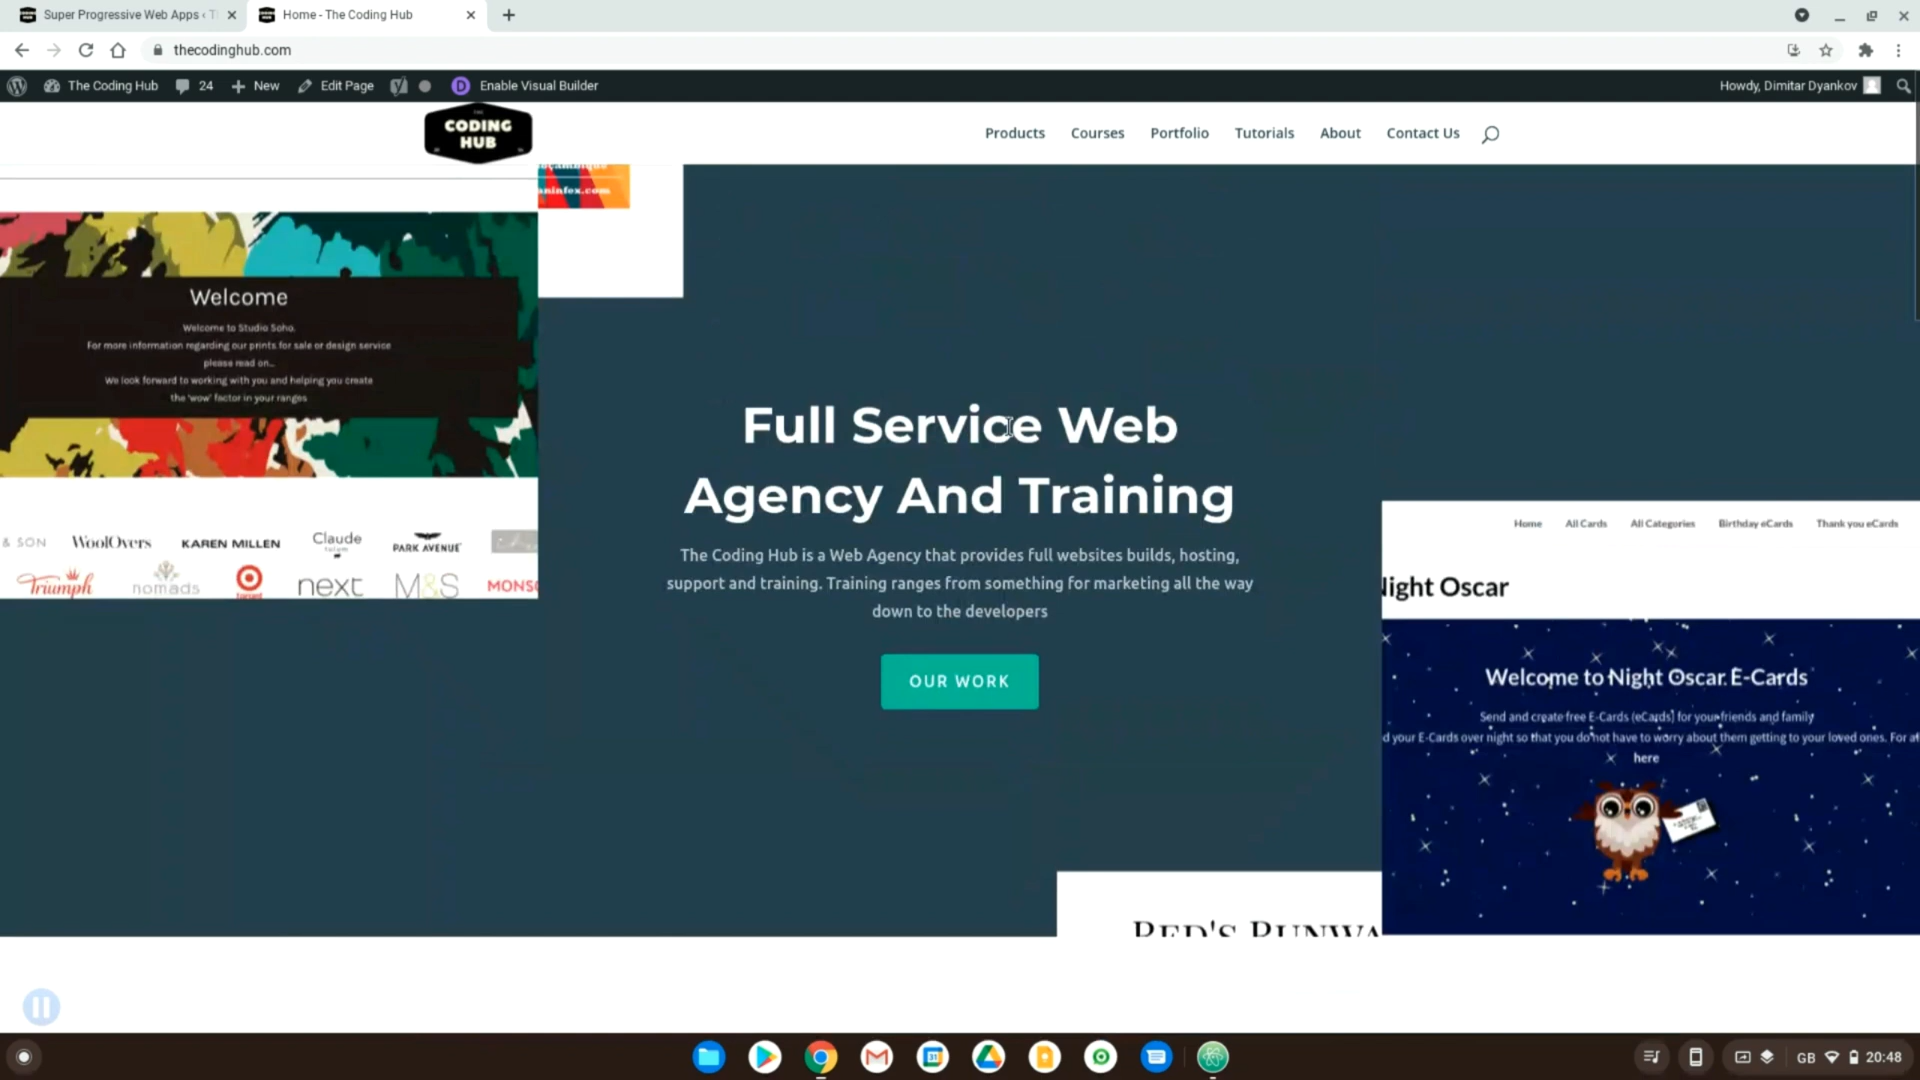 Super Progressive Web Apps
Home - The Coding Hub
thecodinghub.com
The Coding Hub 24 New Edit Page Enable Visual Builder
Howdy, Dimitar Dyankov
CODING
HUB
Products Courses Portfolio Tutorials About Contact Us
aninfox.com
Welcome
Welcome to Studio Soho.
For more information regarding our prints for sale or design service
please read on...
We look forward to working with you and helping you create
the 'wow' factor in your ranges
& SON WoolOvers KAREN MILLEN Claude PARK AVENUE
Triumph nomads next M&S MONSO
Full Service Web
Agency And Training
The Coding Hub is a Web Agency that provides full websites builds, hosting,
support and training. Training ranges from something for marketing all the way
down to the developers
OUR WORK
Home All Cards All Categories Birthday eCards Thank you eCards
Night Oscar
Welcome to Night Oscar E-Cards
Send and create free E-Cards (eCards) for your friends and family
d your E-Cards over night so that you do not have to worry about them getting to your loved ones. For al
here
RED'S RUNWA
GB 20:48